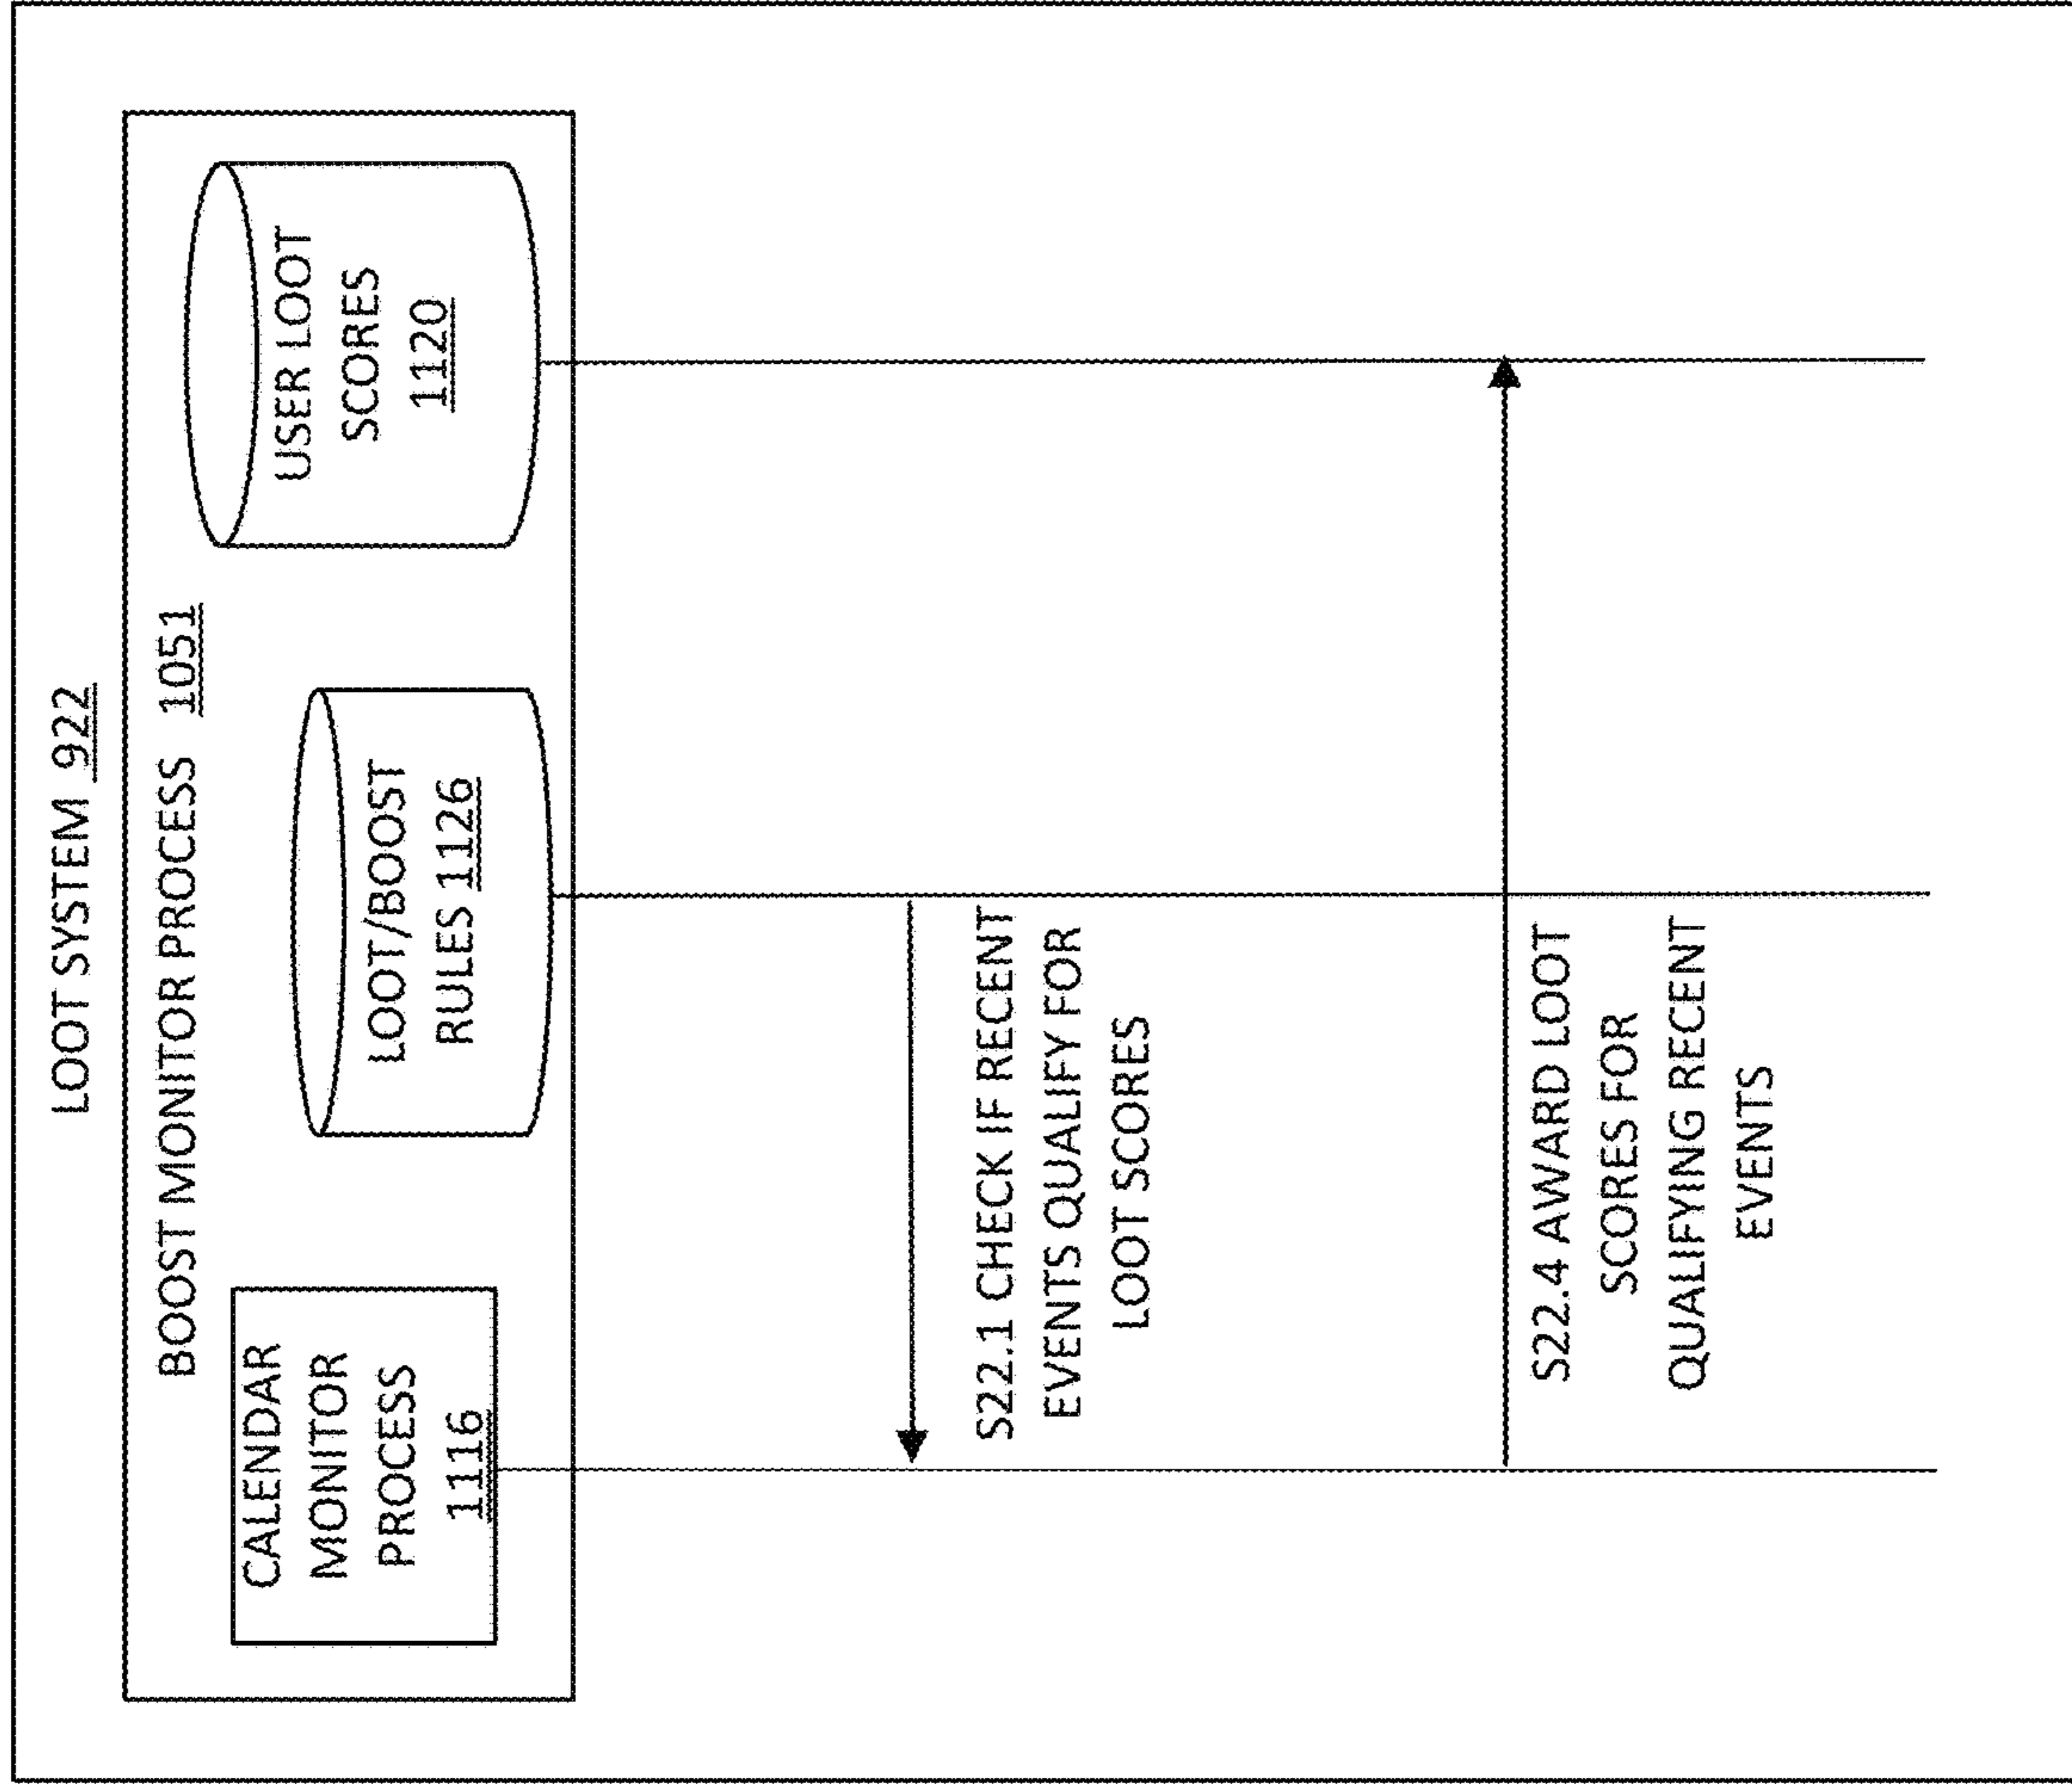 LOOT SYSTEM 922
BOOST MONITOR PROCESS 1051
CALENDAR
MONITOR
PROCESS
1116
LOOT/BOOST
RULES 1126
USER LOOT
SCORES
1120
S22.1 CHECK IF RECENT
EVENTS QUALIFY FOR
LOOT SCORES
S22.4 AWARD LOOT
SCORES FOR
QUALIFYING RECENT
EVENTS